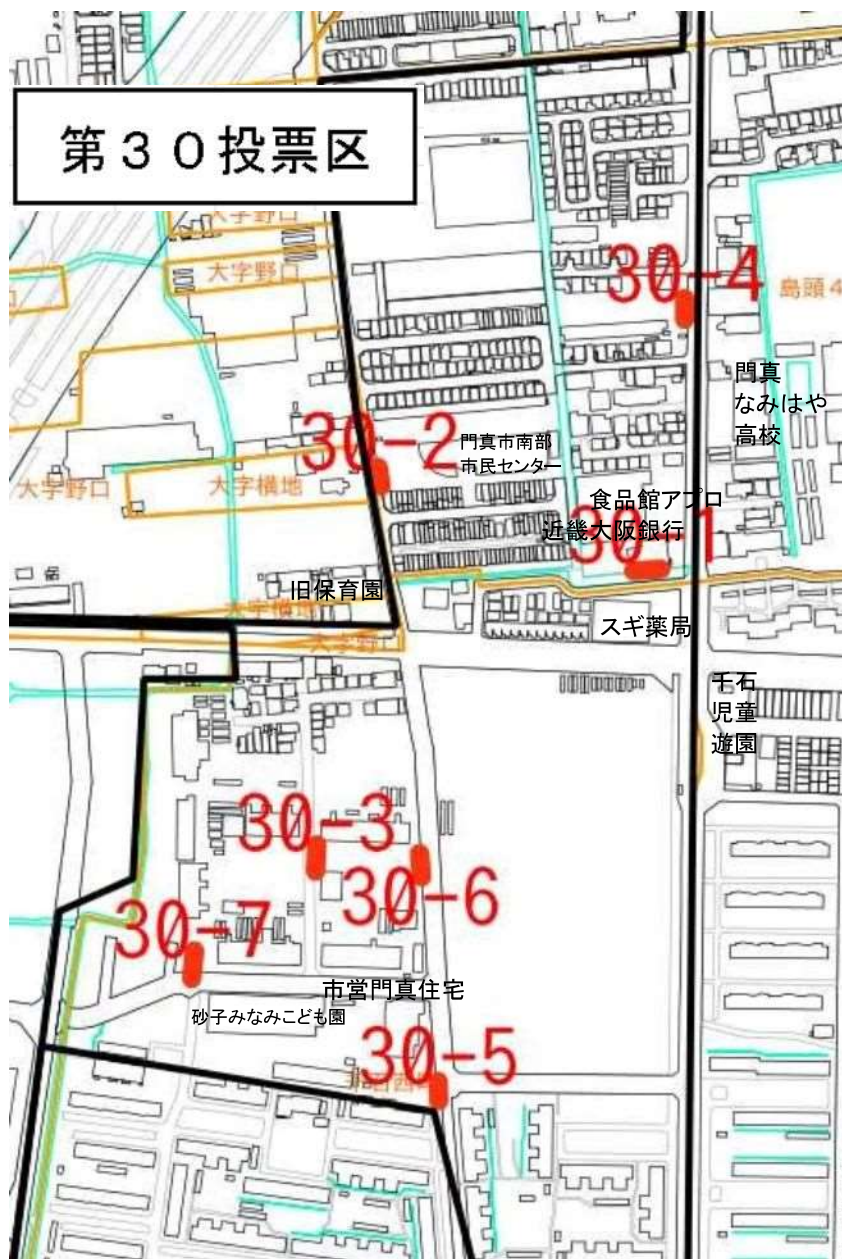 第30投票区
大字野口
大字野口
30-4
島頭4
門真
なみはや
高校
30-2
門真市南部
市民センター
大字野口
大字横地
食品館アプロ
近畿大阪銀行
30-1
旧保育園
大字横地
スギ薬局
千石
児童
遊園
30-3
30-6
30-7
市営門真住宅
砂子みなみこども園
30-5